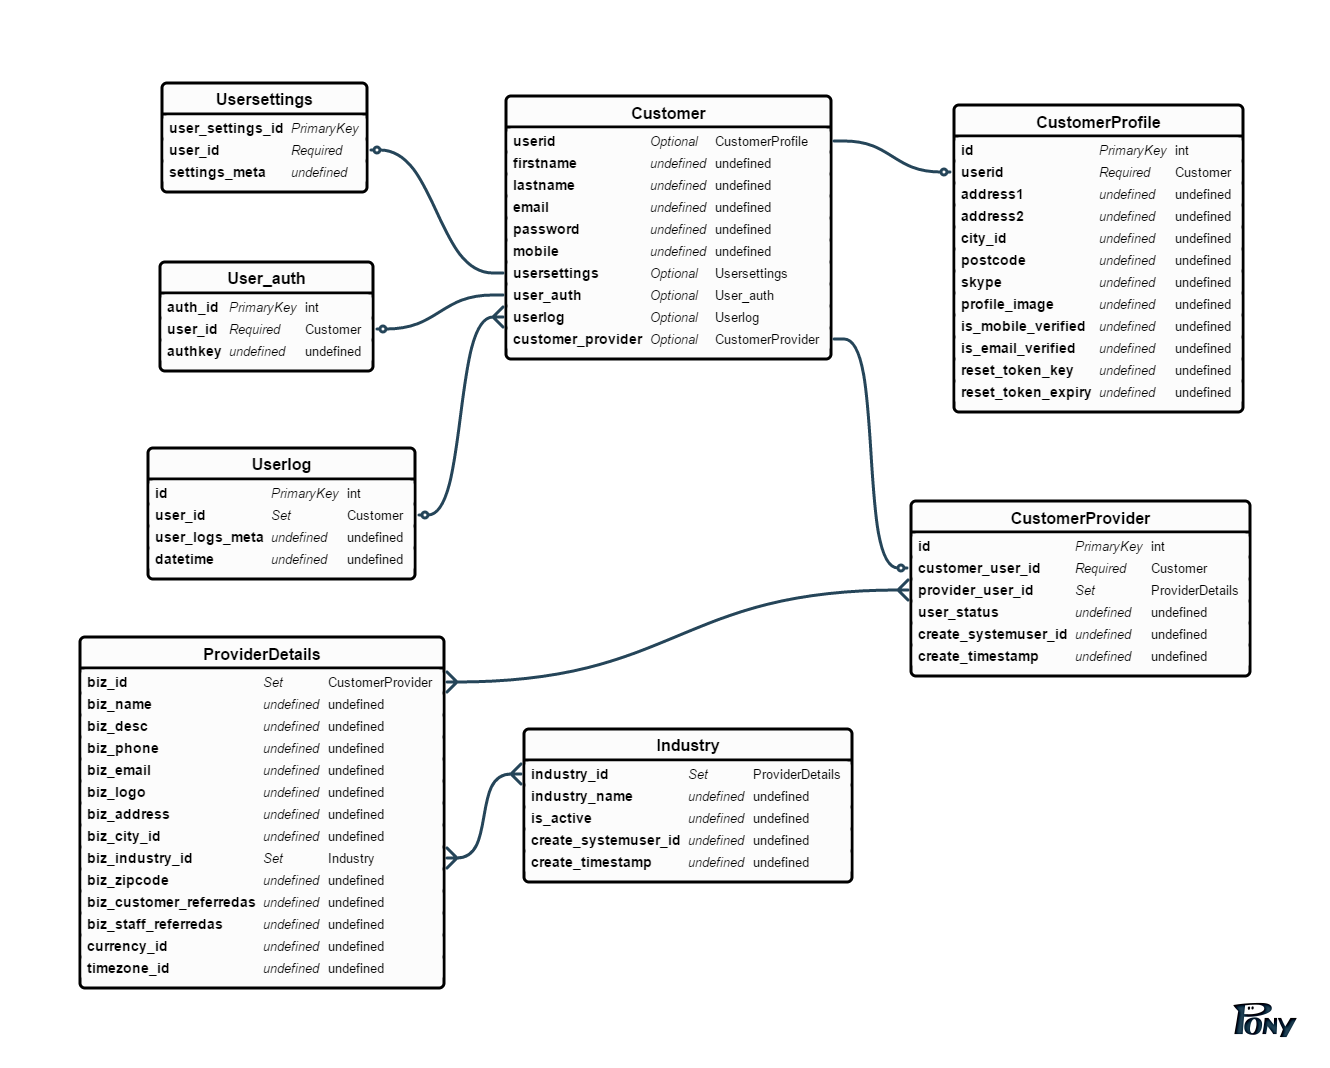 Usersettings
user_settings_id PrimaryKey
user_id Required
settings_meta undefined
Customer
userid Optional CustomerProfile
firstname undefined undefined
lastname undefined undefined
email undefined undefined
password undefined undefined
mobile undefined undefined
usersettings Optional Usersettings
user_auth Optional User_auth
userlog Optional Userlog
customer_provider Optional CustomerProvider
CustomerProfile
id PrimaryKey int
userid Required Customer
address1 undefined undefined
address2 undefined undefined
city_id undefined undefined
postcode undefined undefined
skype undefined undefined
profile_image undefined undefined
is_mobile_verified undefined undefined
is_email_verified undefined undefined
reset_token_key undefined undefined
reset_token_expiry undefined undefined
User_auth
auth_id PrimaryKey int
user_id Required Customer
authkey undefined undefined
Userlog
id PrimaryKey int
user_id Set Customer
user_logs_meta undefined undefined
datetime undefined undefined
CustomerProvider
id PrimaryKey int
customer_user_id Required Customer
provider_user_id Set ProviderDetails
user_status undefined undefined
create_systemuser_id undefined undefined
create_timestamp undefined undefined
ProviderDetails
biz_id Set CustomerProvider
biz_name undefined undefined
biz_desc undefined undefined
biz_phone undefined undefined
biz_email undefined undefined
biz_logo undefined undefined
biz_address undefined undefined
biz_city_id undefined undefined
biz_industry_id Set Industry
biz_zipcode undefined undefined
biz_customer_referredas undefined undefined
biz_staff_referredas undefined undefined
currency_id undefined undefined
timezone_id undefined undefined
Industry
industry_id Set ProviderDetails
industry_name undefined undefined
is_active undefined undefined
create_systemuser_id undefined undefined
create_timestamp undefined undefined
PONY